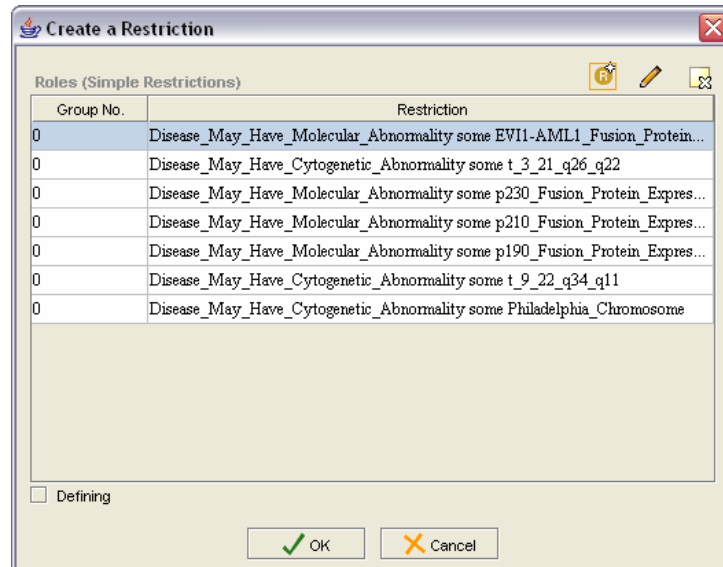 Create a Restriction
Roles (Simple Restrictions)
R
Group No. Restriction
0 Disease_May_Have_Molecular_Abnormality some EVI1-AML1_Fusion_Protein...
0 Disease_May_Have_Cytogenetic_Abnormality some t_3_21_q26_q22
0 Disease_May_Have_Molecular_Abnormality some p230_Fusion_Protein_Expres...
0 Disease_May_Have_Molecular_Abnormality some p210_Fusion_Protein_Expres...
0 Disease_May_Have_Molecular_Abnormality some p190_Fusion_Protein_Expres...
0 Disease_May_Have_Cytogenetic_Abnormality some t_9_22_q34_q11
0 Disease_May_Have_Cytogenetic_Abnormality some Philadelphia_Chromosome
Defining
OK Cancel